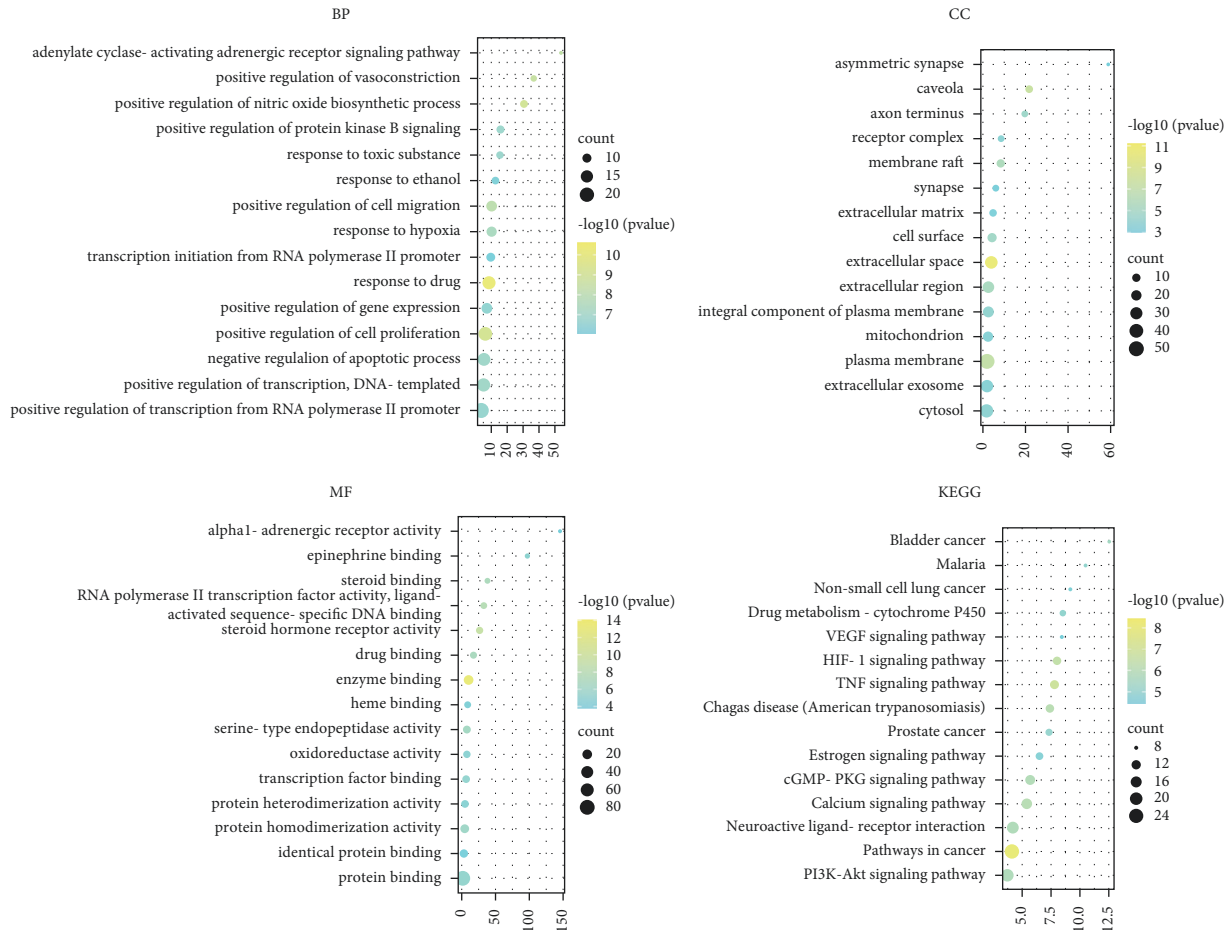 BP
adenylate cyclase- activating adrenergic receptor signaling pathway
positive regulation of vasoconstriction
positive regulation of nitric oxide biosynthetic process
positive regulation of protein kinase B signaling
response to toxic substance
response to ethanol
positive regulation of cell migration
response to hypoxia
transcription initiation from RNA polymerase II promoter
response to drug
positive regulation of gene expression
positive regulation of cell proliferation
negative regulalion of apoptotic process
positive regulation of transcription, DNA- templated
positive regulation of transcription from RNA polymerase II promoter
10 20 30 40 50
count
10
15
20
-log10 (pvalue)
10
9
8
7
CC
asymmetric synapse
caveola
axon terminus
receptor complex
membrane raft
synapse
extracellular matrix
cell surface
extracellular space
extracellular region
integral component of plasma membrane
mitochondrion
plasma membrane
extracellular exosome
cytosol
0 20 40 60
-log10 (pvalue)
11
9
7
5
3
count
10
20
30
40
50
MF
alpha1- adrenergic receptor activity
epinephrine binding
steroid binding
RNA polymerase II transcription factor activity, ligand-
activated sequence- specific DNA binding
steroid hormone receptor activity
drug binding
enzyme binding
heme binding
serine- type endopeptidase activity
oxidoreductase activity
transcription factor binding
protein heterodimerization activity
protein homodimerization activity
identical protein binding
protein binding
0 50 100 150
-log10 (pvalue)
14
12
10
8
6
4
count
20
40
60
80
KEGG
Bladder cancer
Malaria
Non-small cell lung cancer
Drug metabolism - cytochrome P450
VEGF signaling pathway
HIF- 1 signaling pathway
TNF signaling pathway
Chagas disease (American trypanosomiasis)
Prostate cancer
Estrogen signaling pathway
cGMP- PKG signaling pathway
Calcium signaling pathway
Neuroactive ligand- receptor interaction
Pathways in cancer
PI3K-Akt signaling pathway
5.0 7.5 10.0 12.5
-log10 (pvalue)
8
7
6
5
count
8
12
16
20
24